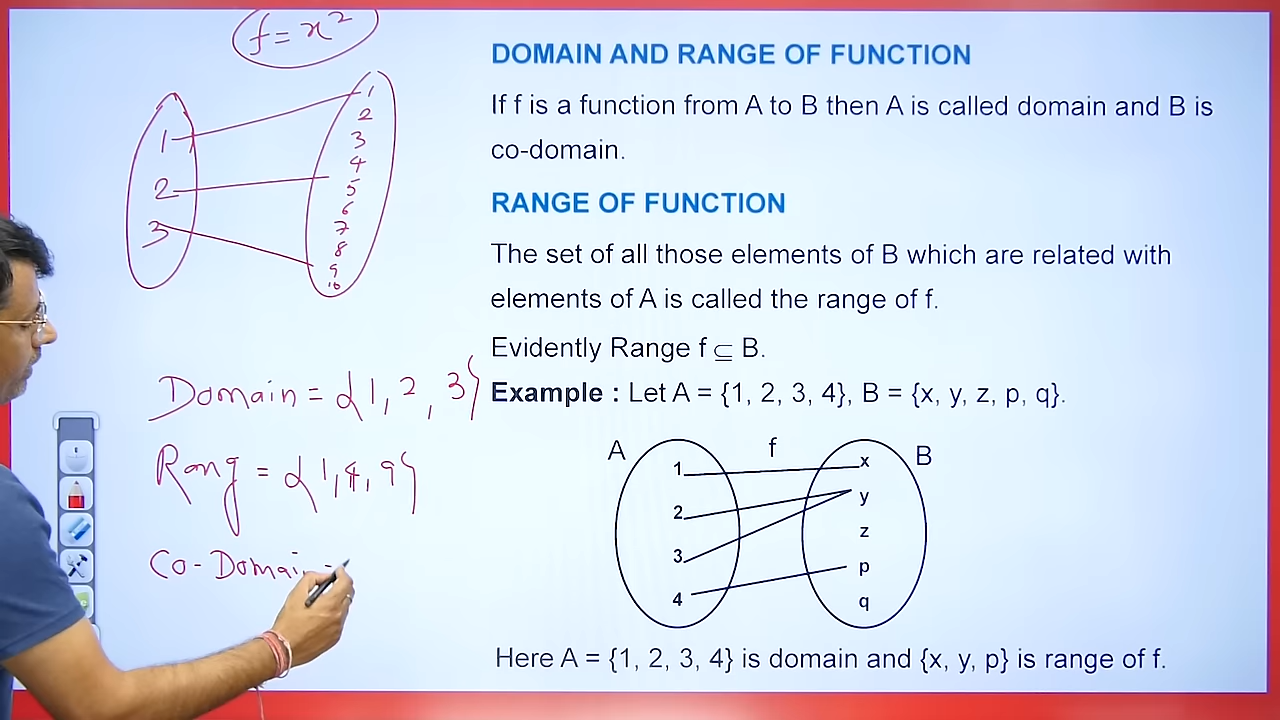 f = x²
1
2
3
1
2
3
4
5
6
7
8
9
10
Domain = {1, 2, 3}
Rang = {1, 4, 9}
Co-Domain =
DOMAIN AND RANGE OF FUNCTION
If f is a function from A to B then A is called domain and B is
co-domain.
RANGE OF FUNCTION
The set of all those elements of B which are related with
elements of A is called the range of f.
Evidently Range f ⊆ B.
Example : Let A = {1, 2, 3, 4}, B = {x, y, z, p, q}.
A f B
1 x
2 y
3 z
4 p
q
Here A = {1, 2, 3, 4} is domain and {x, y, p} is range of f.